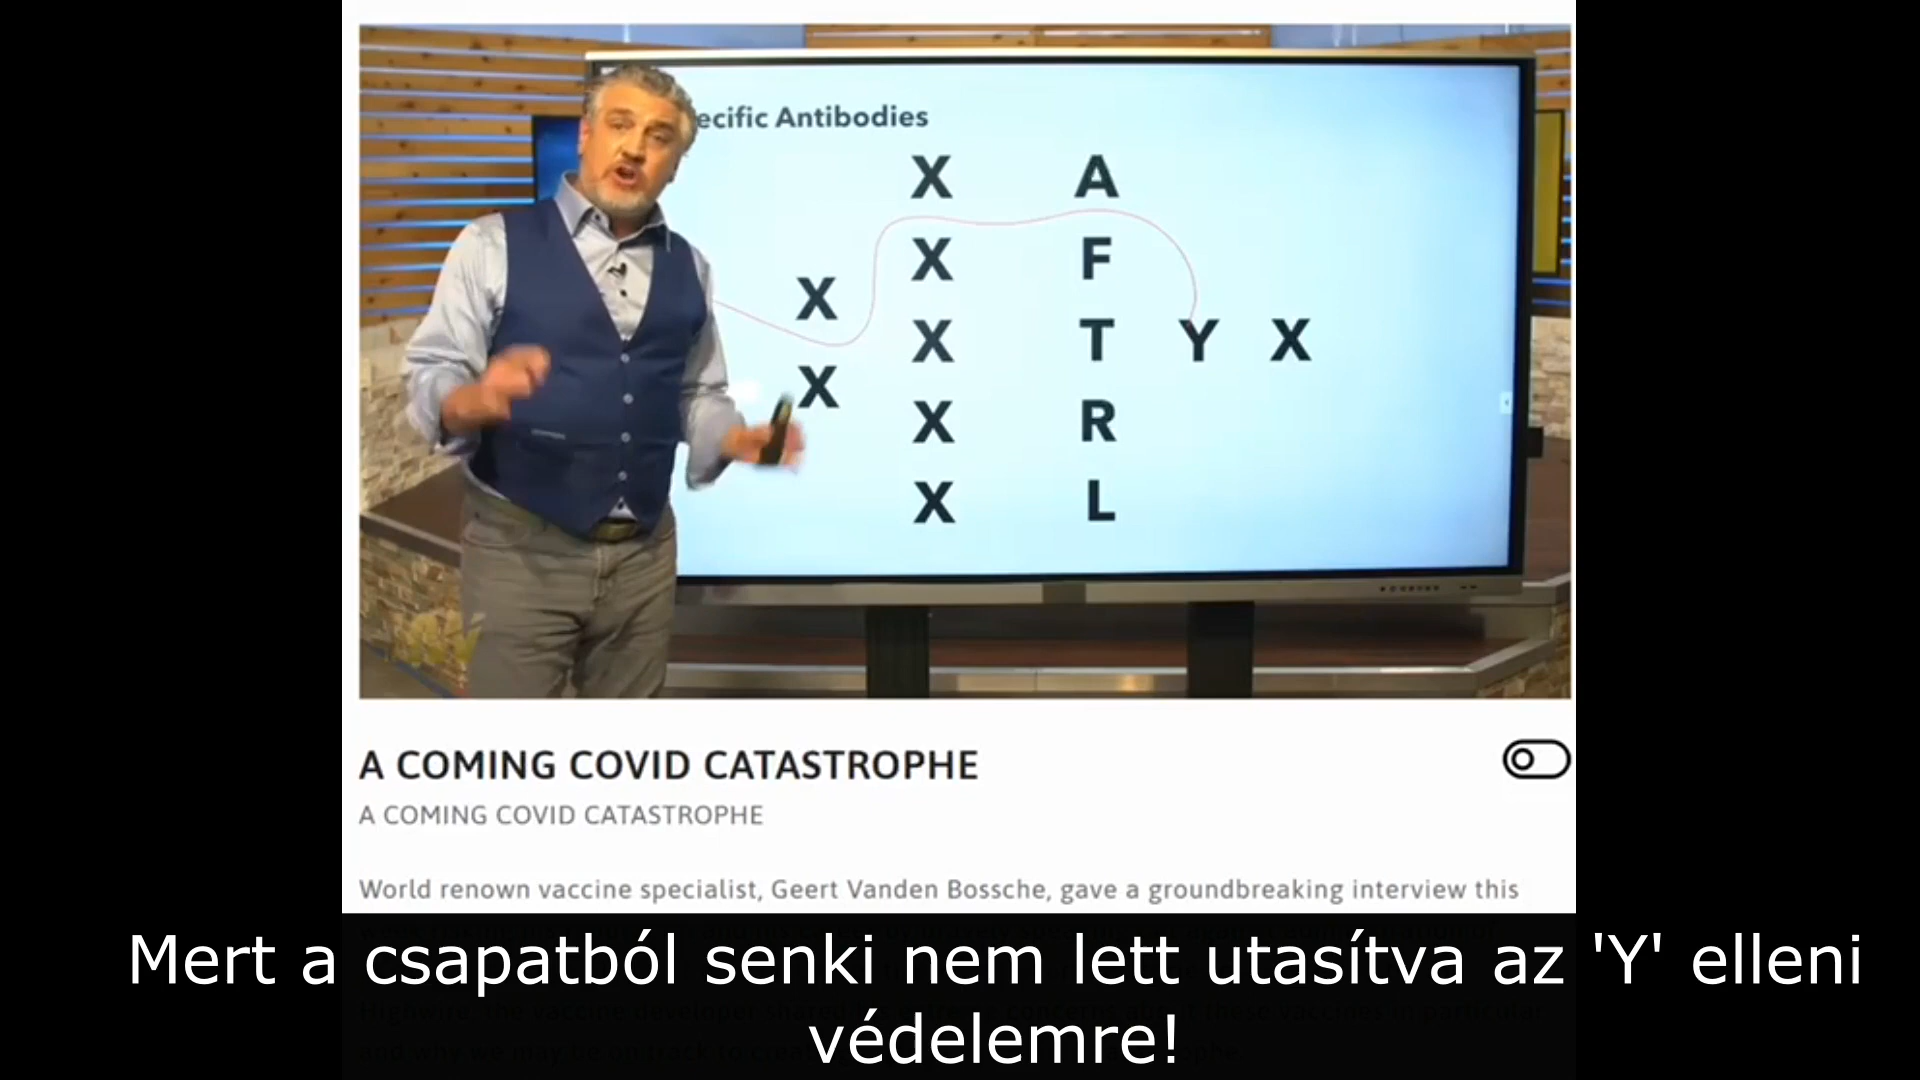 ecific Antibodies
X A
X F
X
X T Y X
X
X R
X L
A COMING COVID CATASTROPHE
A COMING COVID CATASTROPHE
World renown vaccine specialist, Geert Vanden Bossche, gave a groundbreaking interview this
Mert a csapatból senki nem lett utasítva az 'Y' elleni
védelemre!